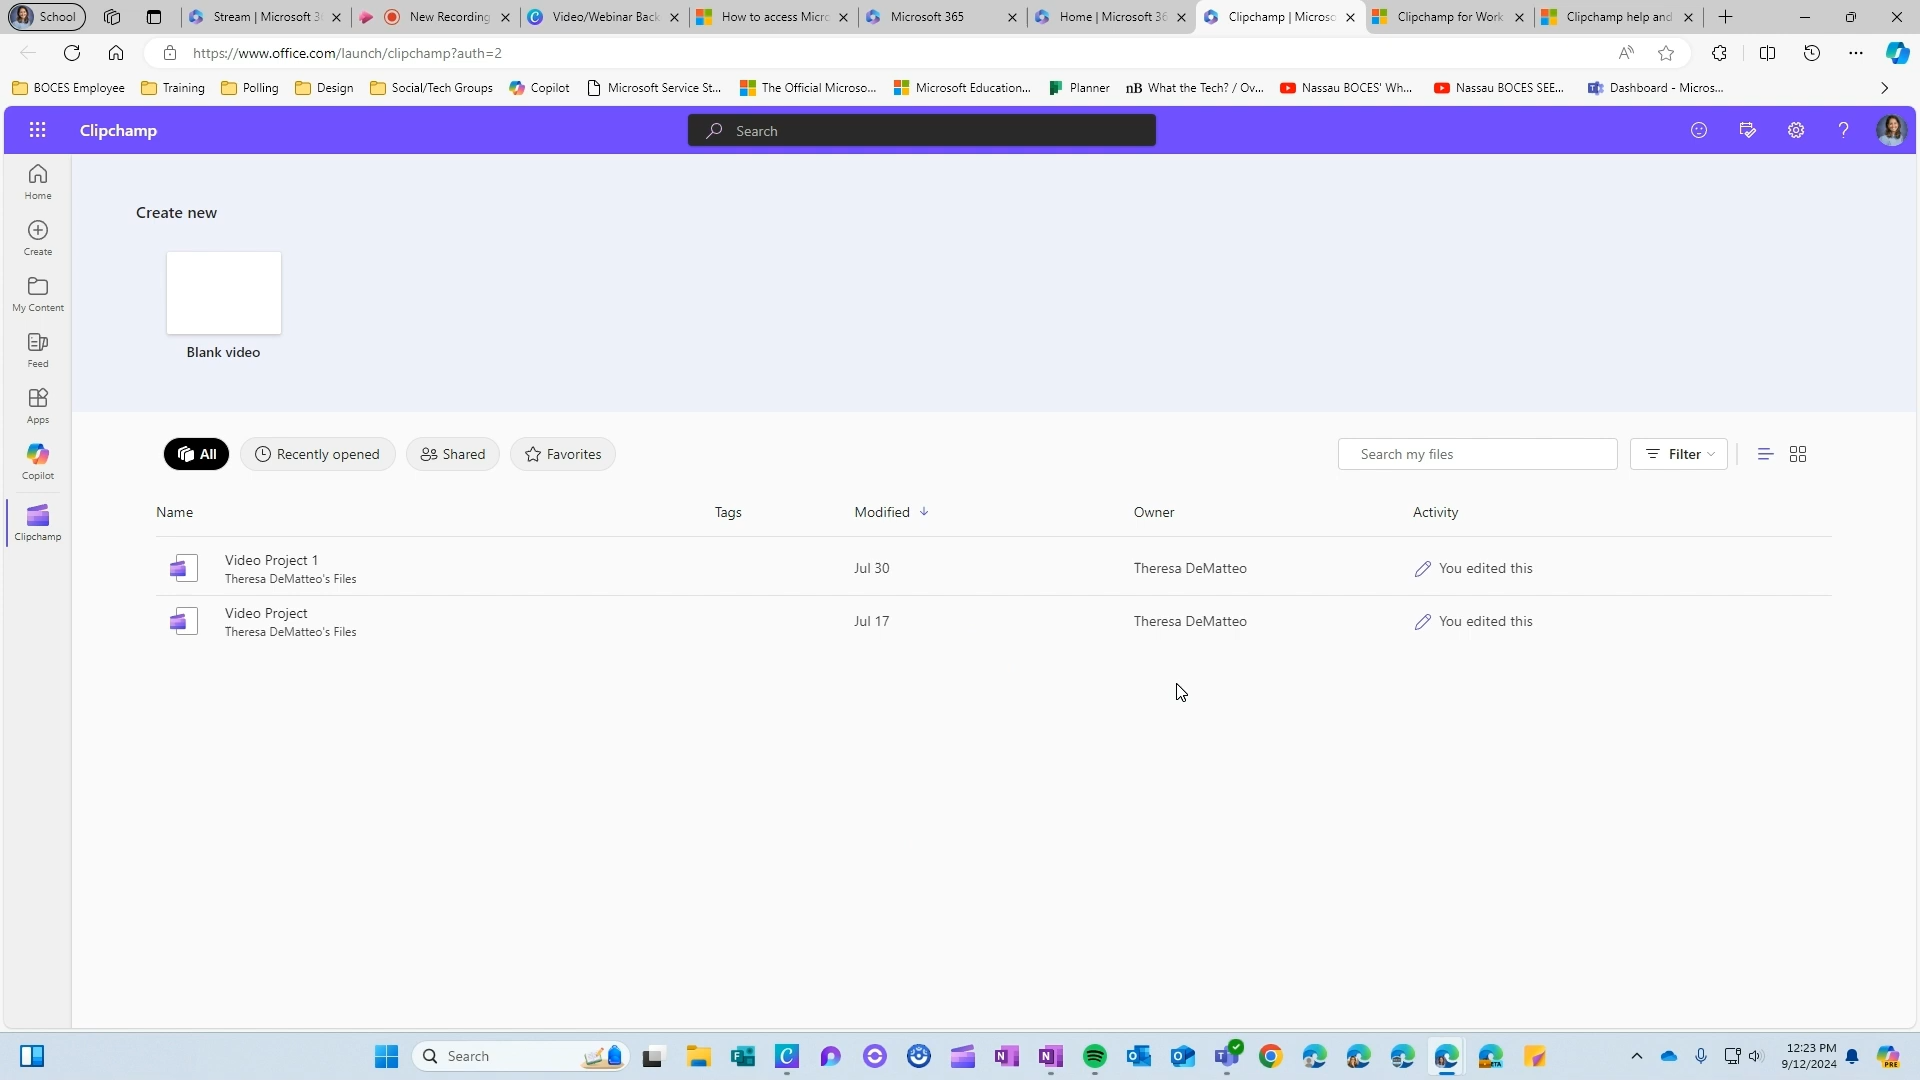 School
Stream | Microsoft 3
New Recording
Video/Webinar Back
How to access Micro
Microsoft 365
Home | Microsoft 36
Clipchamp | Microso
Clipchamp for Work
Clipchamp help and
https://www.office.com/launch/clipchamp?auth=2
BOCES Employee
Training
Polling
Design
Social/Tech Groups
Copilot
Microsoft Service St...
The Official Microso...
Microsoft Education...
Planner
nB What the Tech? / Ov...
Nassau BOCES' Wh...
Nassau BOCES SEE...
Dashboard - Micros...
Clipchamp
Search
Home
Create
My Content
Feed
Apps
Copilot
Clipchamp
Create new
Blank video
All
Recently opened
Shared
Favorites
Search my files
Filter
Name Tags Modified Owner Activity
Video Project 1
Theresa DeMatteo's Files
Jul 30
Theresa DeMatteo
You edited this
Video Project
Theresa DeMatteo's Files
Jul 17
Theresa DeMatteo
You edited this
Search
12:23 PM
9/12/2024